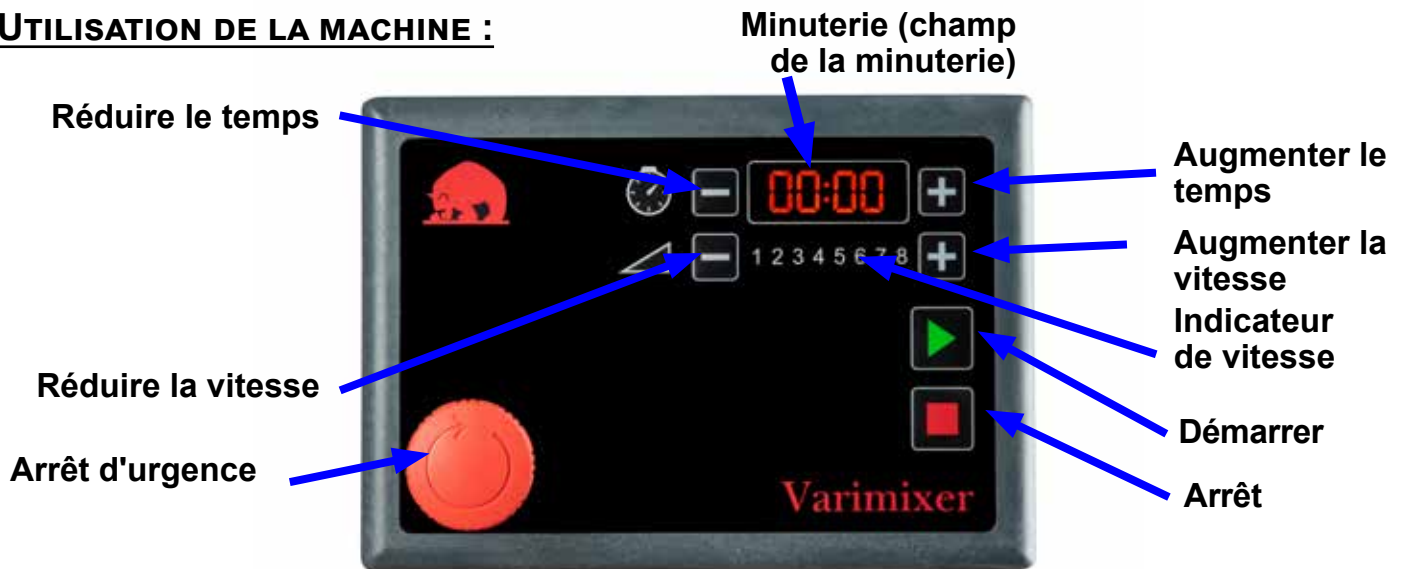 UTILISATION DE LA MACHINE :
Minuterie (champ
de la minuterie)
Réduire le temps
Augmenter le
temps
00:00
Augmenter la
vitesse
1 2 3 4 5 6 7 8
Indicateur
de vitesse
Réduire la vitesse
Démarrer
Arrêt d'urgence
Arrêt
Varimixer